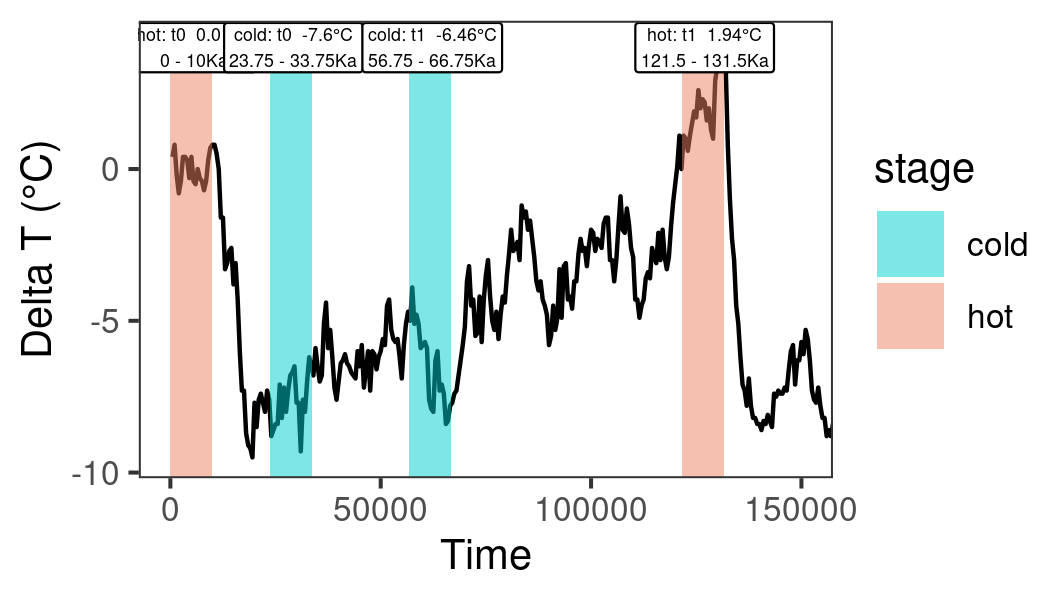 hot: t0 0.0
0 - 10Ka
cold: t0 -7.6°C
23.75 - 33.75Ka
cold: t1 -6.46°C
56.75 - 66.75Ka
hot: t1 1.94°C
121.5 - 131.5Ka
Delta T (°C)
0
-5
-10
0
50000
100000
150000
Time
stage
cold
hot